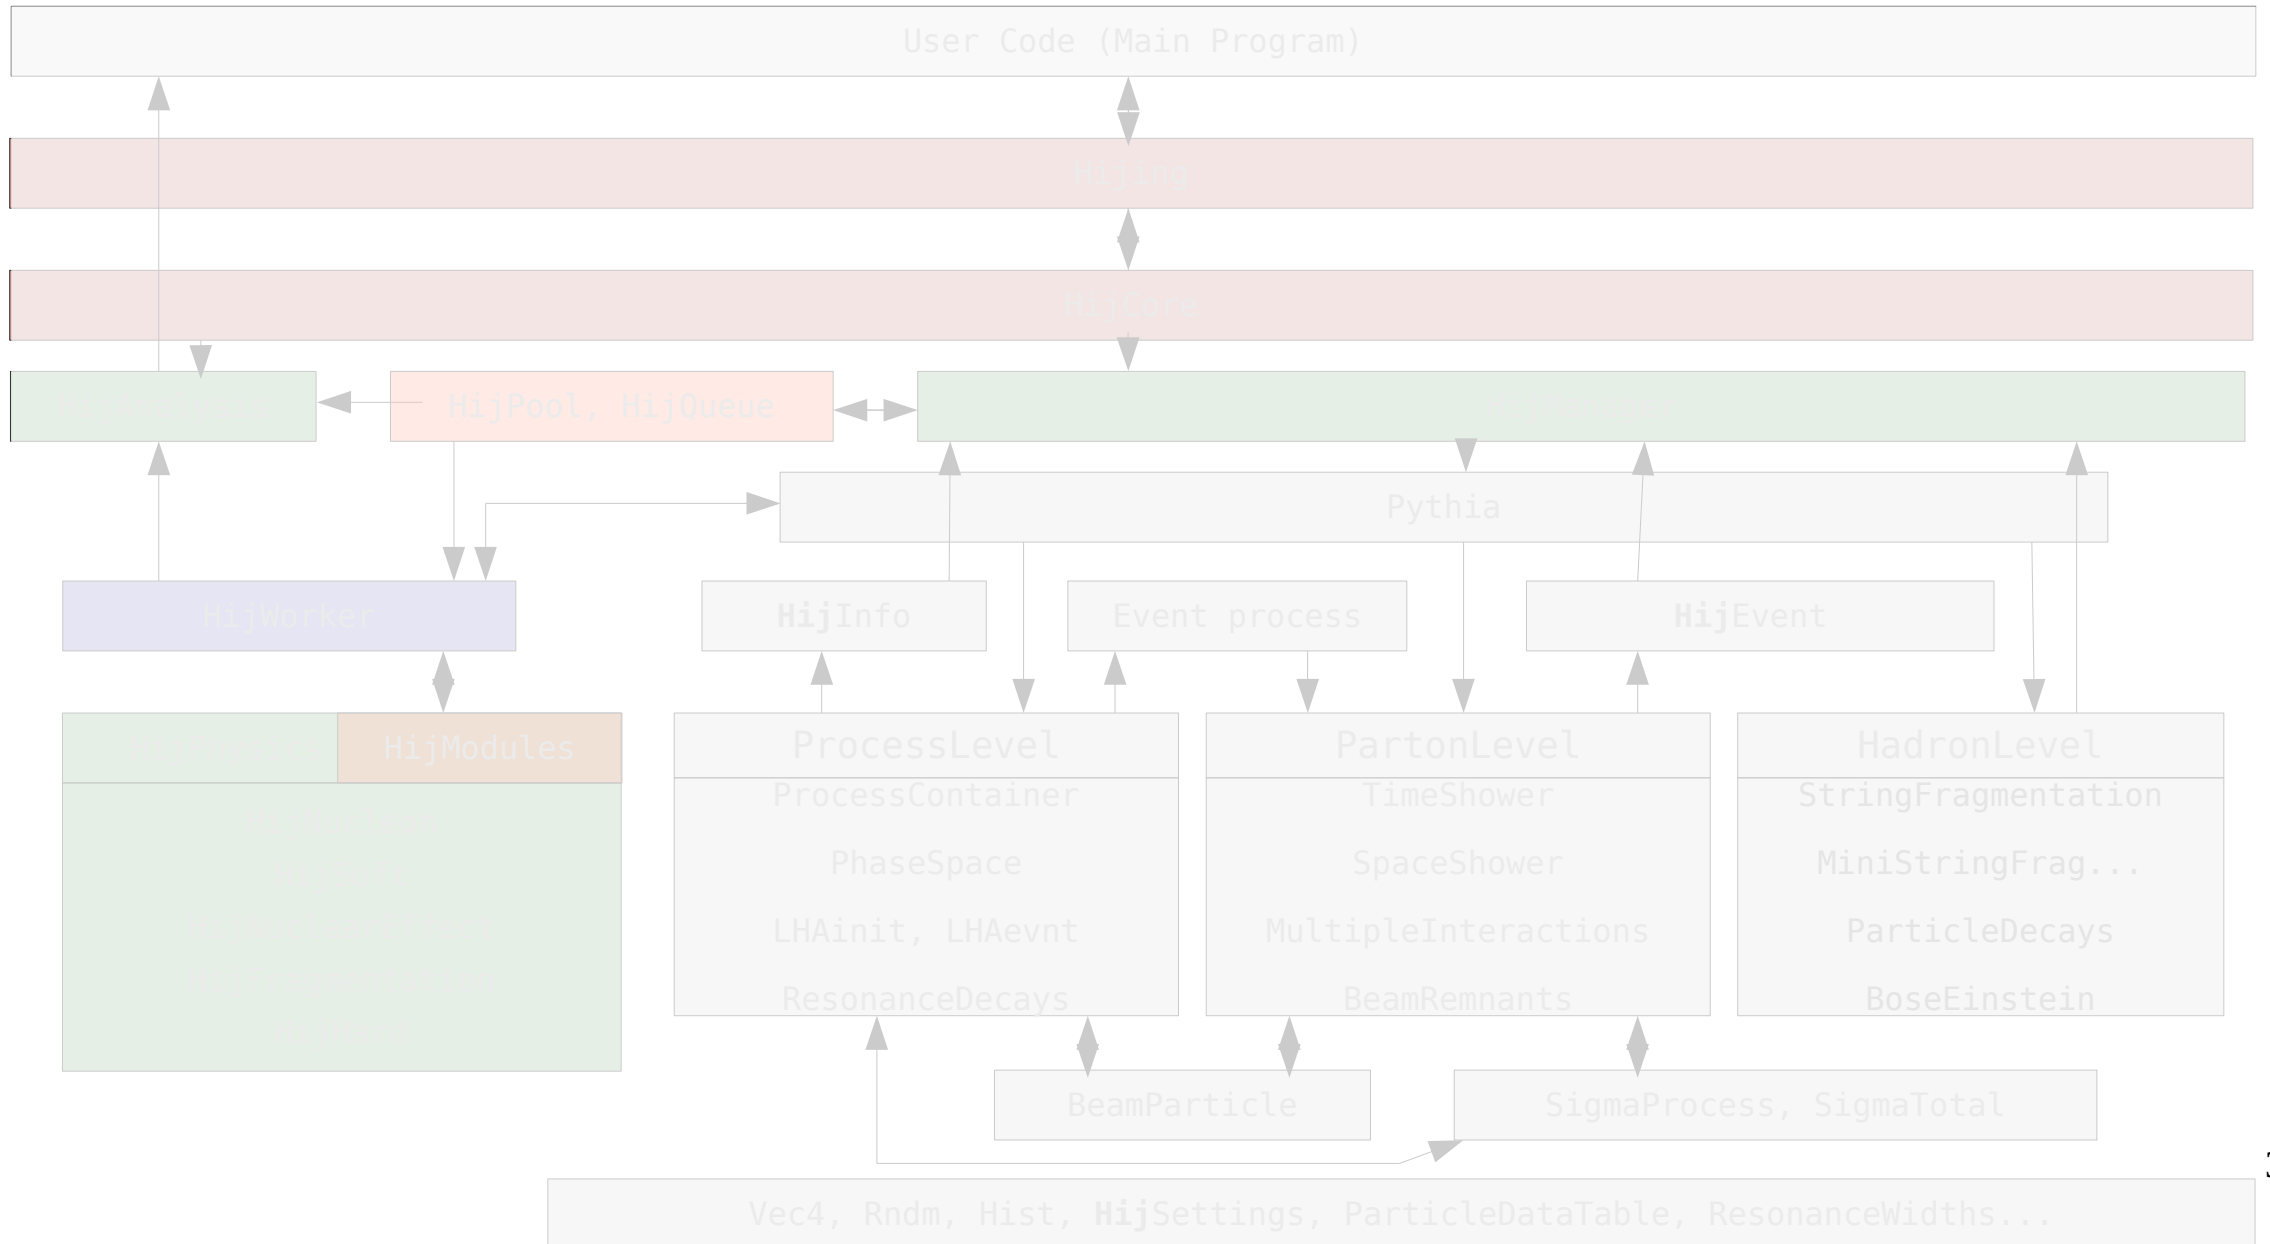 User Code (Main Program)
Hijing
HijCore
HijPool, HijQueue
Pythia
HijWorker
HijInfo
Event process
HijEvent
HijModules
ProcessLevel
ProcessContainer
PhaseSpace
LHAinit, LHAevnt
ResonanceDecays
PartonLevel
TimeShower
SpaceShower
MultipleInteractions
BeamRemnants
HadronLevel
StringFragmentation
MiniStringFrag...
ParticleDecays
BoseEinstein
BeamParticle
SigmaProcess, SigmaTotal
Vec4, Rndm, Hist, HijSettings, ParticleDataTable, ResonanceWidths...